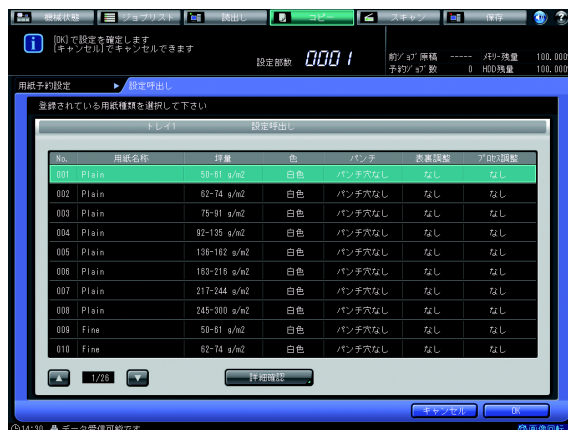 機械状態 ジョブリスト 読出し コピー スキャン 保存
[OK]で設定を確定します
[キャンセル]でキャンセルできます
設定部数 0001
前ジョブ原稿 ----- メモリ-残量 100.000
予約ジョブ数 0 HDD残量 100.000
用紙予約設定 設定呼出し
登録されている用紙種類を選択して下さい
トレイ1 設定呼出し
No. 用紙名称 坪量 色 パンチ 表裏調整 プロセス調整
001 Plain 50-61 g/m2 白色 パンチ穴なし なし なし
002 Plain 62-74 g/m2 白色 パンチ穴なし なし なし
003 Plain 75-91 g/m2 白色 パンチ穴なし なし なし
004 Plain 92-135 g/m2 白色 パンチ穴なし なし なし
005 Plain 136-162 g/m2 白色 パンチ穴なし なし なし
006 Plain 163-216 g/m2 白色 パンチ穴なし なし なし
007 Plain 217-244 g/m2 白色 パンチ穴なし なし なし
008 Plain 245-300 g/m2 白色 パンチ穴なし なし なし
009 Fine 50-61 g/m2 白色 パンチ穴なし なし なし
010 Fine 62-74 g/m2 白色 パンチ穴なし なし なし
1/26 詳細確認
キャンセル OK
14:30 データ受信可能です 画像回転